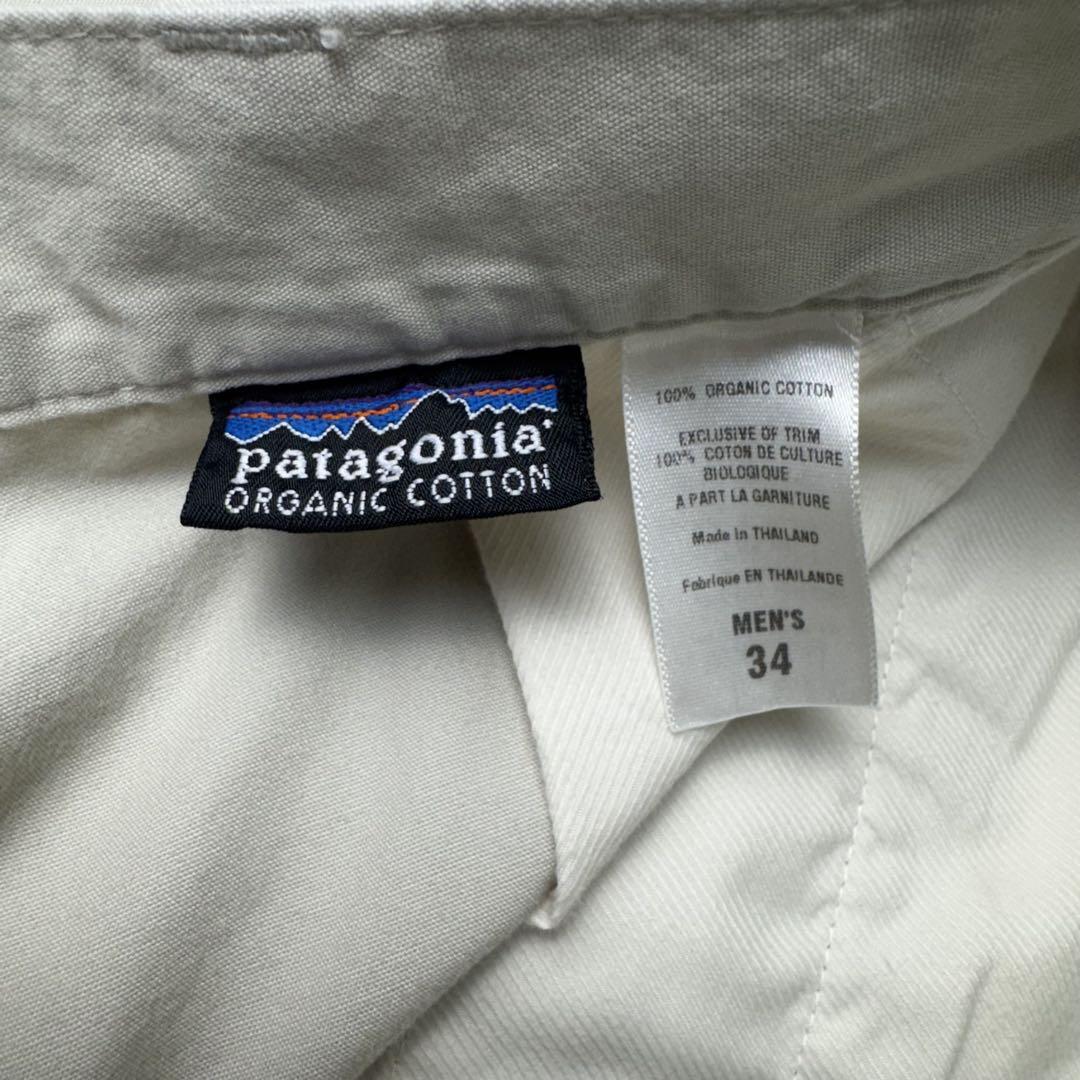 patagonia®
ORGANIC COTTON
100% ORGANIC COTTON
EXCLUSIVE OF TRIM
100% COTON DE CULTURE
BIOLOGIQUE
A PART LA GARNITURE
Made in THAILAND
Fabrique EN THAILANDE
MEN'S
34